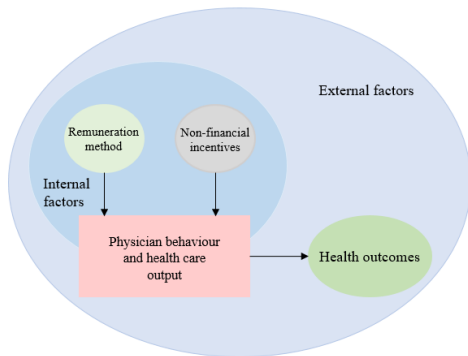 External factors
Remuneration
method
Non-financial
incentives
Internal
factors
Physician behaviour
and health care
output
Health outcomes